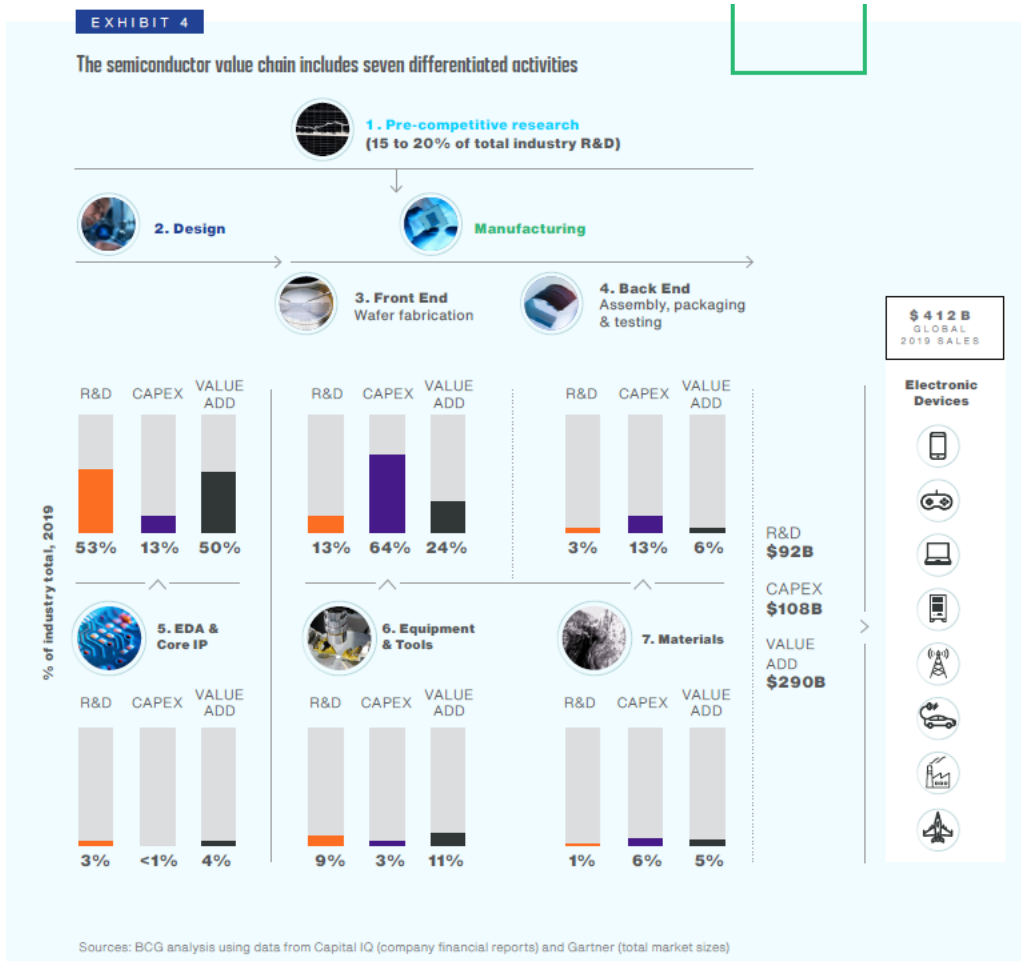 EXHIBIT 4
The semiconductor value chain includes seven differentiated activities
1. Pre-competitive research
(15 to 20% of total industry R&D)
2. Design
Manufacturing
3. Front End
Wafer fabrication
4. Back End
Assembly, packaging
& testing
$412B
GLOBAL
2019 SALES
Electronic
Devices
% of industry total, 2019
R&D CAPEX VALUE ADD
53% 13% 50%
R&D CAPEX VALUE ADD
13% 64% 24%
R&D CAPEX VALUE ADD
3% 13% 6%
5. EDA &
Core IP
6. Equipment
& Tools
7. Materials
R&D CAPEX VALUE ADD
3% <1% 4%
R&D CAPEX VALUE ADD
9% 3% 11%
R&D CAPEX VALUE ADD
1% 6% 5%
R&D
$92B
CAPEX
$108B
VALUE
ADD
$290B
Sources: BCG analysis using data from Capital IQ (company financial reports) and Gartner (total market sizes)